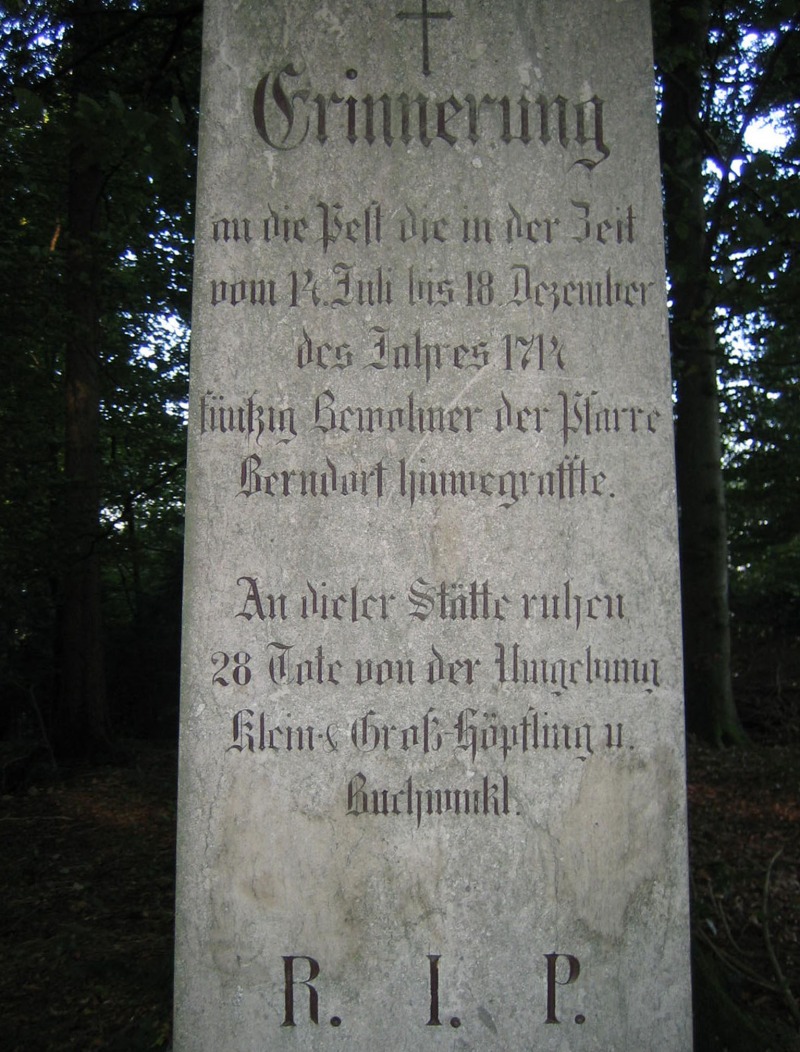 Erinnerung
an die Pest die in der Zeit
vom 14. Juli bis 18. Dezember
des Jahres 1714
fünfzig Bewohner der Pfarre
Berndorf hinwegraffte.
An dieser Stätte ruhen
28 Tote von der Umgebung
Klein- & Groß-Höpfling u.
Buchwinkl.
R. I. P.